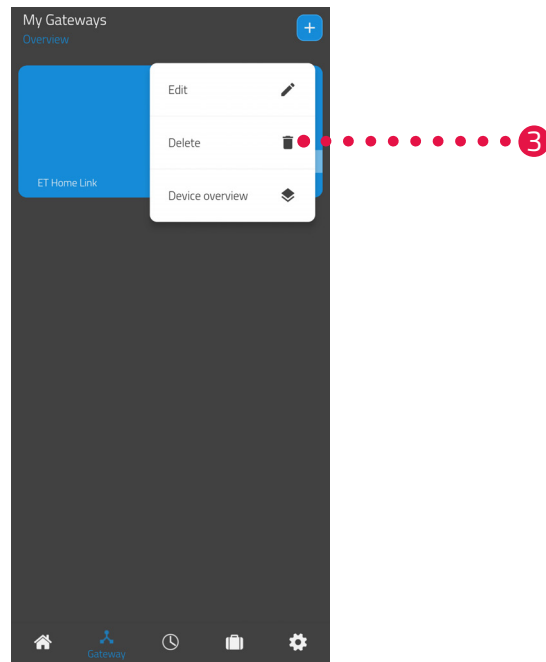 My Gateways
Overview
+
Edit
Delete
3
Device overview
ET Home Link
Gateway